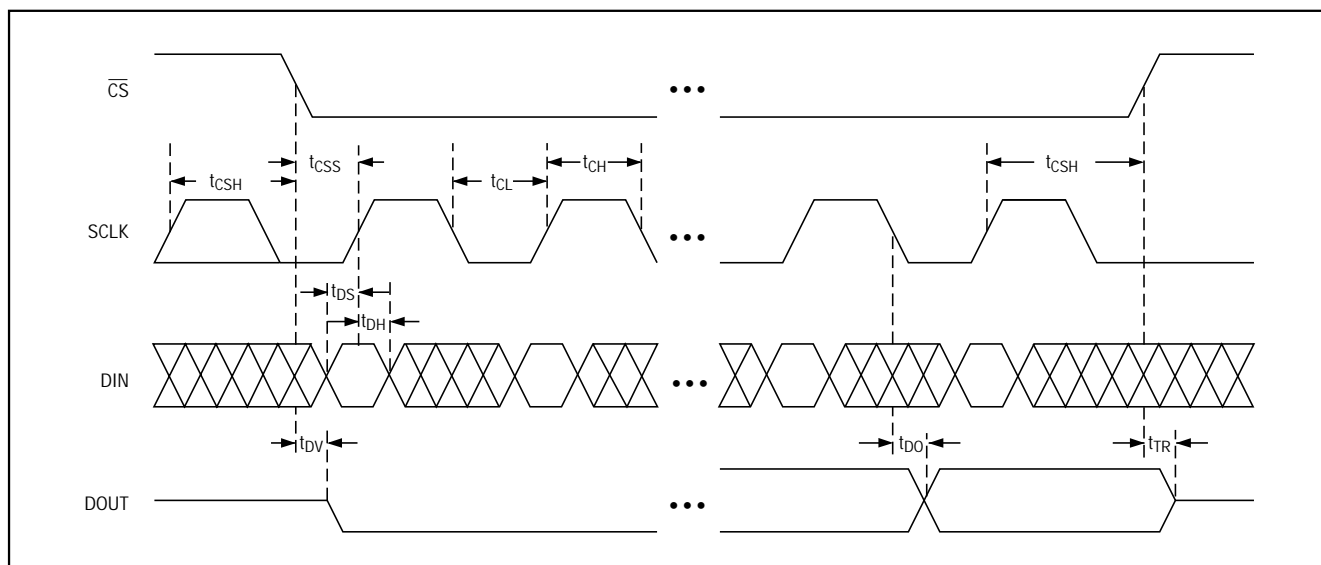 CS
•••
tCSS
tCH
tCSH
tCL
tCSH
SCLK
•••
tDS
tDH
DIN
•••
tDV
tDO
tTR
DOUT
•••